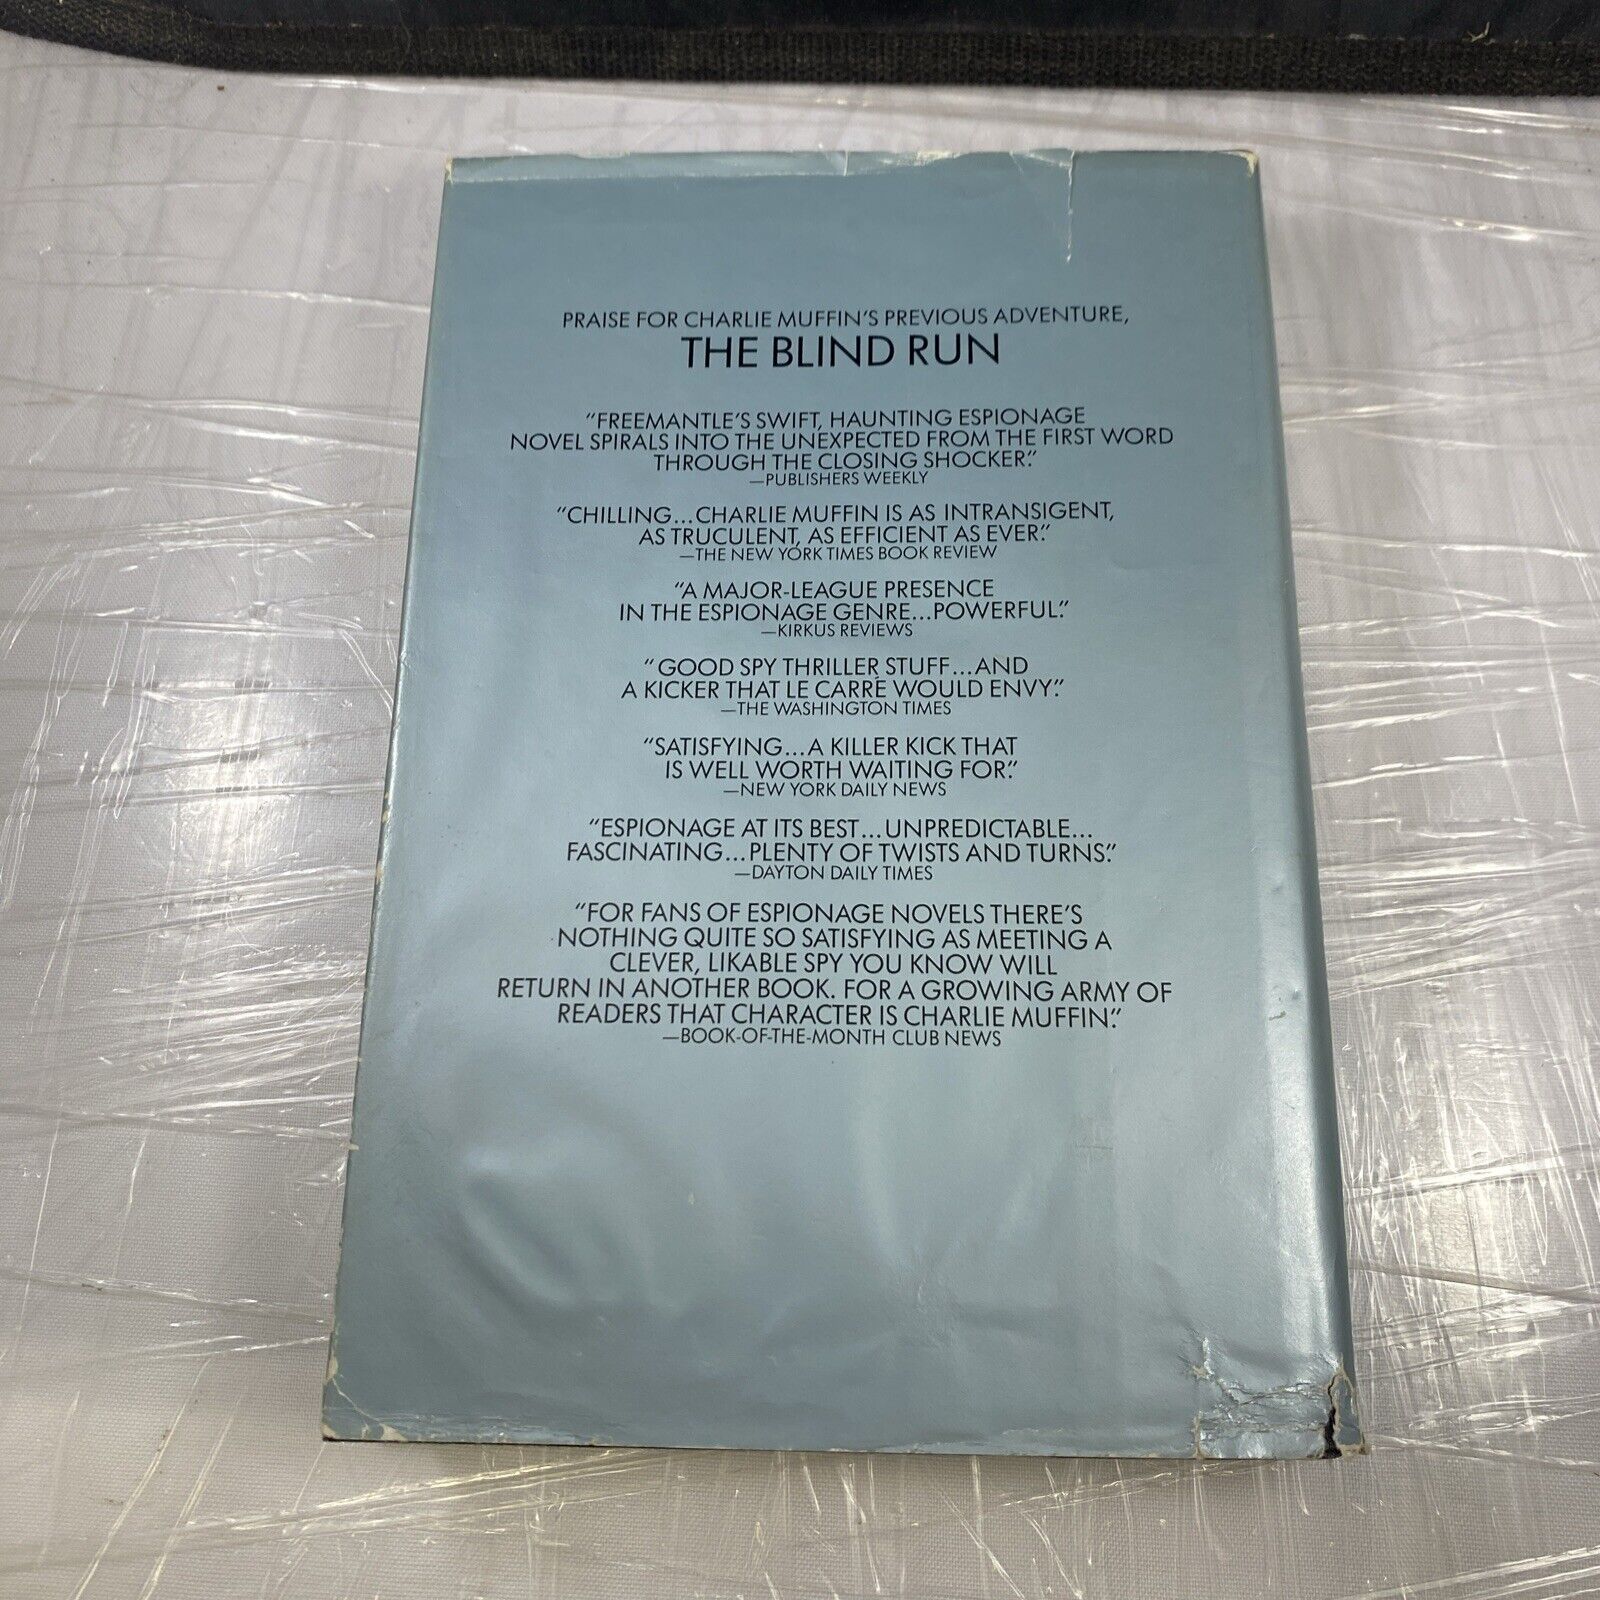 PRAISE FOR CHARLIE MUFFIN'S PREVIOUS ADVENTURE,
THE BLIND RUN
"FREEMANTLE'S SWIFT, HAUNTING ESPIONAGE
NOVEL SPIRALS INTO THE UNEXPECTED FROM THE FIRST WORD
THROUGH THE CLOSING SHOCKER."
—PUBLISHERS WEEKLY
"CHILLING...CHARLIE MUFFIN IS AS INTRANSIGENT,
AS TRUCULENT, AS EFFICIENT AS EVER."
—THE NEW YORK TIMES BOOK REVIEW
"A MAJOR-LEAGUE PRESENCE
IN THE ESPIONAGE GENRE...POWERFUL."
—KIRKUS REVIEWS
"GOOD SPY THRILLER STUFF...AND
A KICKER THAT LE CARRÉ WOULD ENVY."
—THE WASHINGTON TIMES
"SATISFYING...A KILLER KICK THAT
IS WELL WORTH WAITING FOR."
—NEW YORK DAILY NEWS
"ESPIONAGE AT ITS BEST...UNPREDICTABLE...
FASCINATING...PLENTY OF TWISTS AND TURNS."
—DAYTON DAILY TIMES
"FOR FANS OF ESPIONAGE NOVELS THERE'S
NOTHING QUITE SO SATISFYING AS MEETING A
CLEVER, LIKABLE SPY YOU KNOW WILL
RETURN IN ANOTHER BOOK. FOR A GROWING ARMY OF
READERS THAT CHARACTER IS CHARLIE MUFFIN."
—BOOK-OF-THE-MONTH CLUB NEWS